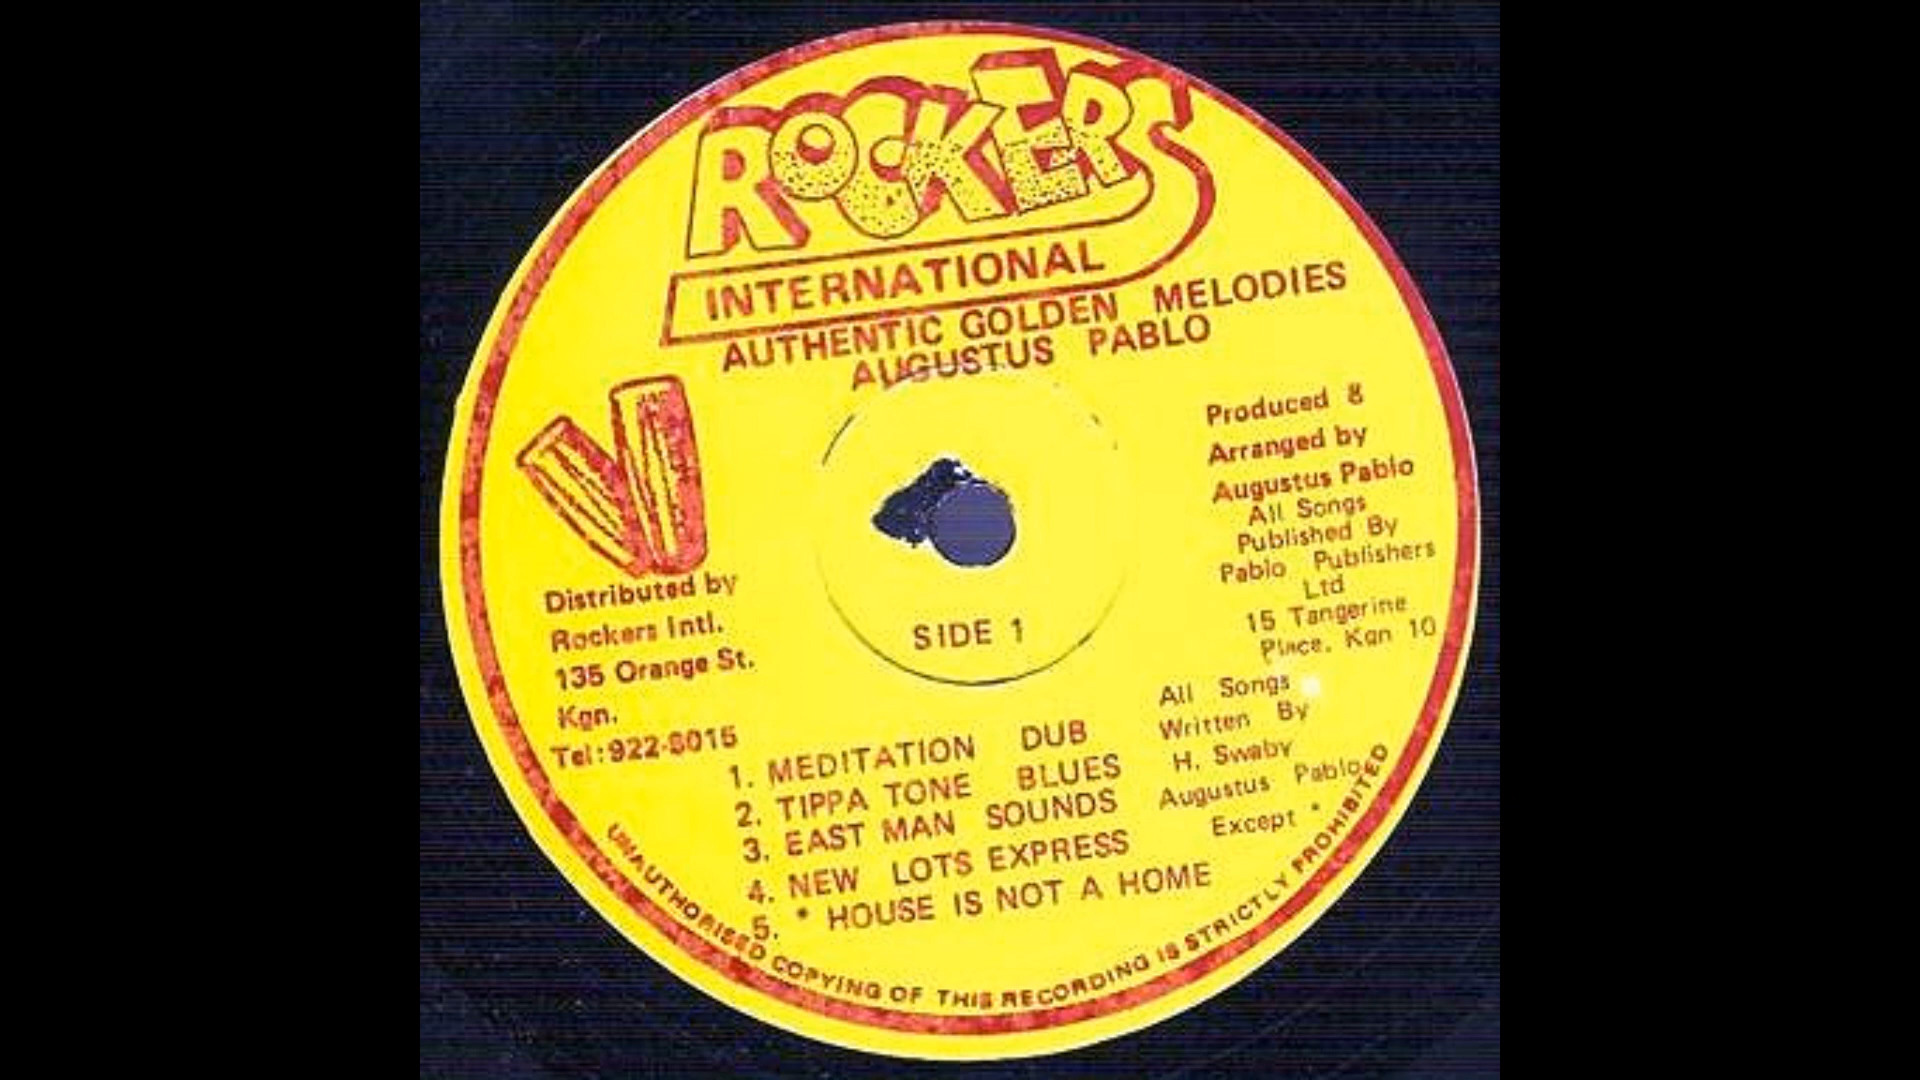 ROCKERS
INTERNATIONAL
AUTHENTIC GOLDEN MELODIES
AUGUSTUS PABLO
Produced &
Arranged by
Augustus Pablo
All Songs
Published By
Pablo Publishers
Ltd
15 Tangerine
Place. Kgn 10
Distributed by
Rockers Intl.
135 Orange St.
Kgn.
Tel:922-8015
SIDE 1
All Songs
Written By
H. Swaby
Augustus Pablo
Except *
1. MEDITATION DUB
2. TIPPA TONE BLUES
3. EAST MAN SOUNDS
4. NEW LOTS EXPRESS
5. * HOUSE IS NOT A HOME
UNAUTHORISED COPYING OF THIS RECORDING IS STRICTLY PROHIBITED